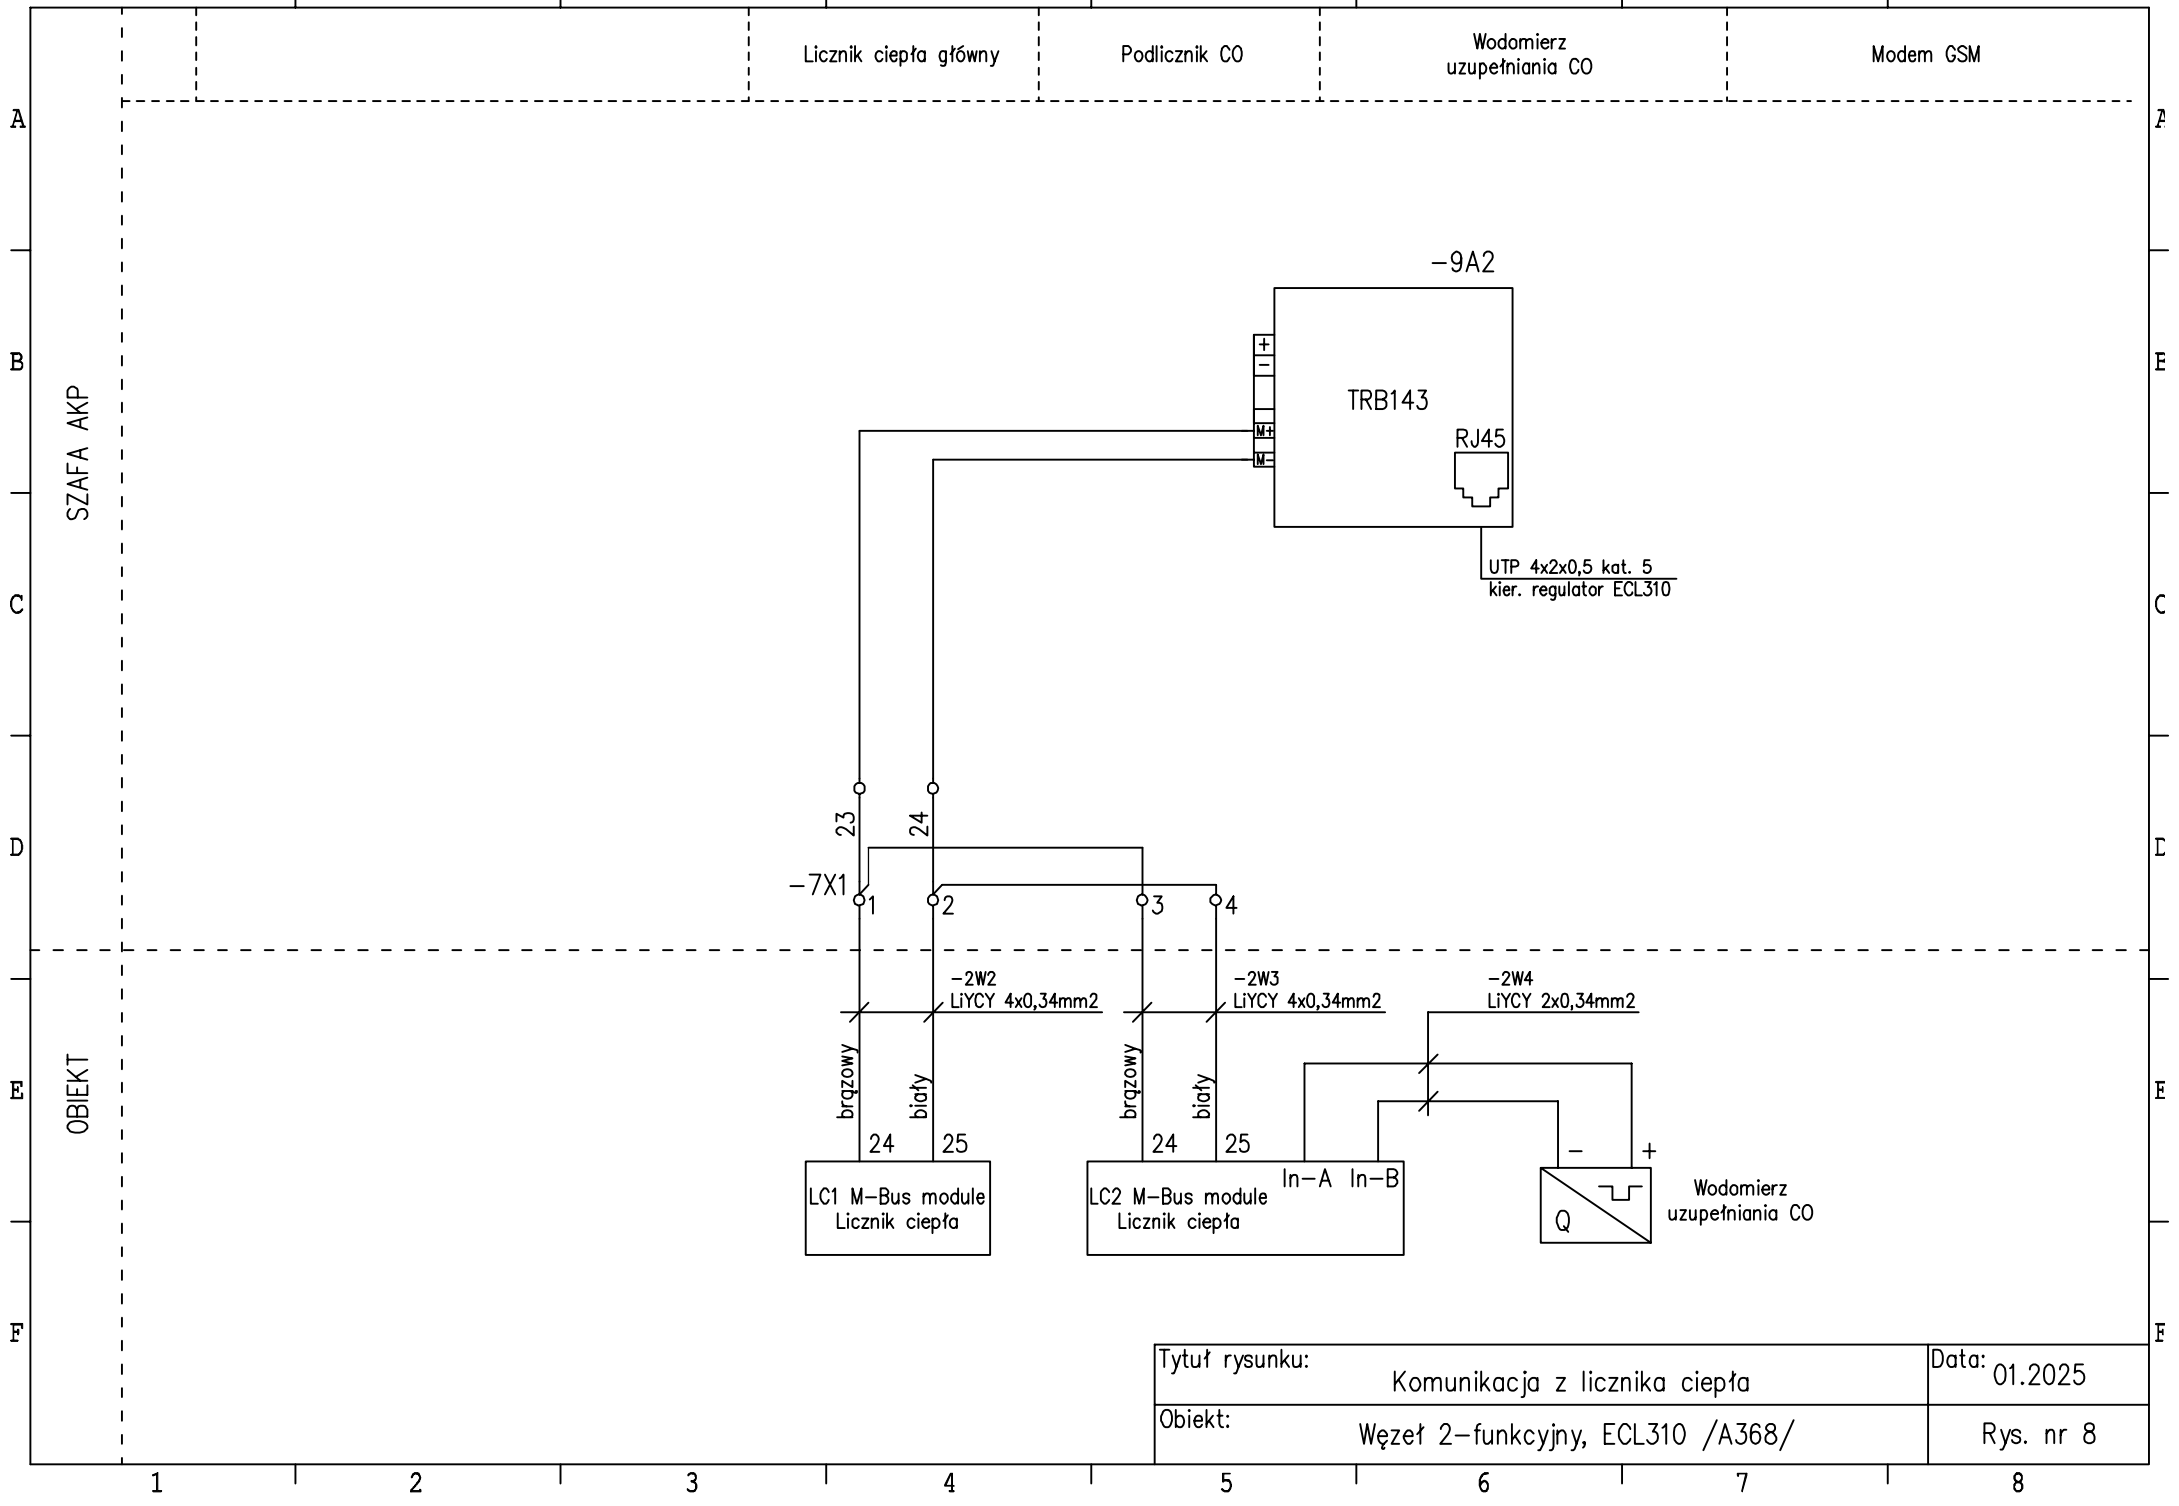 Licznik ciepła główny
Podlicznik CO
Wodomierz
uzupełniania CO
Modem GSM
A
A
-9A2
+
-
B
B
SZAFA AKP
TRB143
M+
RJ45
M-
UTP 4x2x0,5 kat. 5
kier. regulator ECL310
C
C
23
24
D
D
-7X1
1
2
3
4
-2W2
LiYCY 4x0,34mm2
-2W3
LiYCY 4x0,34mm2
-2W4
LiYCY 2x0,34mm2
OBIEKT
E
E
brązowy
biały
brązowy
biały
24
25
24
25
-
+
In-A
In-B
LC1 M-Bus module
Licznik ciepła
LC2 M-Bus module
Licznik ciepła
Q
Wodomierz
uzupełniania CO
F
F
Tytuł rysunku:
Komunikacja z licznika ciepła
Data:
01.2025
Obiekt:
Węzeł 2-funkcyjny, ECL310 /A368/
Rys. nr 8
1
2
3
4
5
6
7
8